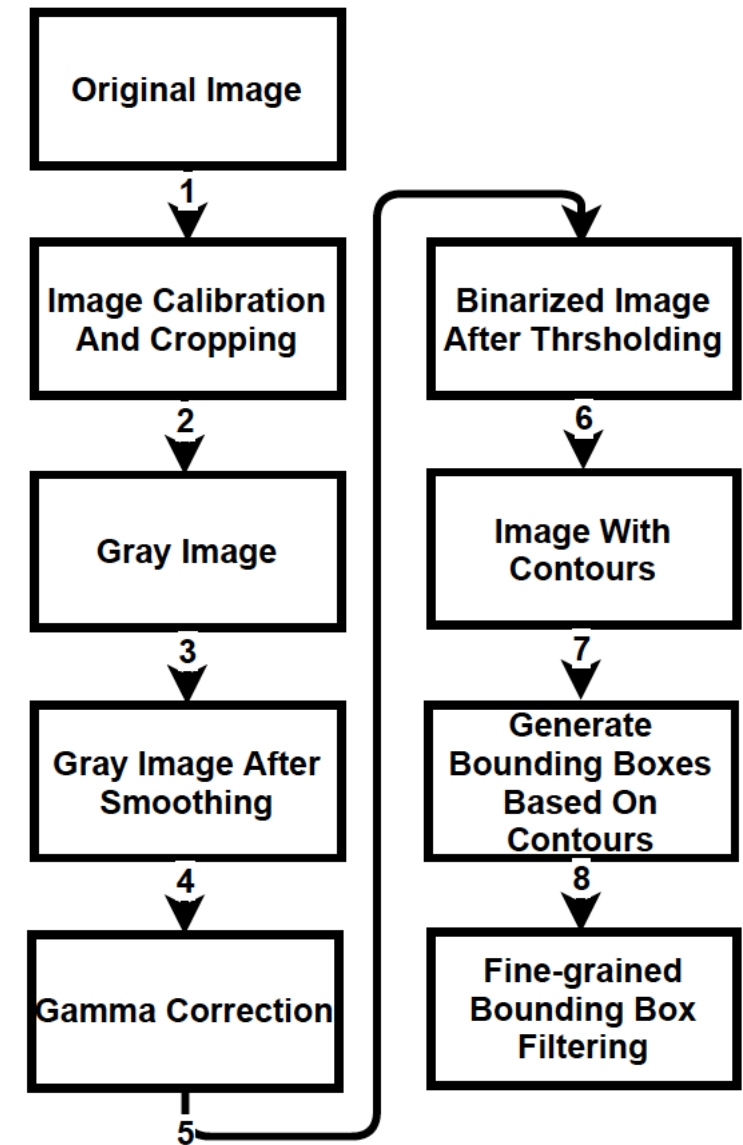 Original Image
1
Image Calibration
And Cropping
2
Gray Image
3
Gray Image After
Smoothing
4
Gamma Correction
5
Binarized Image
After Thrsholding
6
Image With
Contours
7
Generate
Bounding Boxes
Based On
Contours
8
Fine-grained
Bounding Box
Filtering